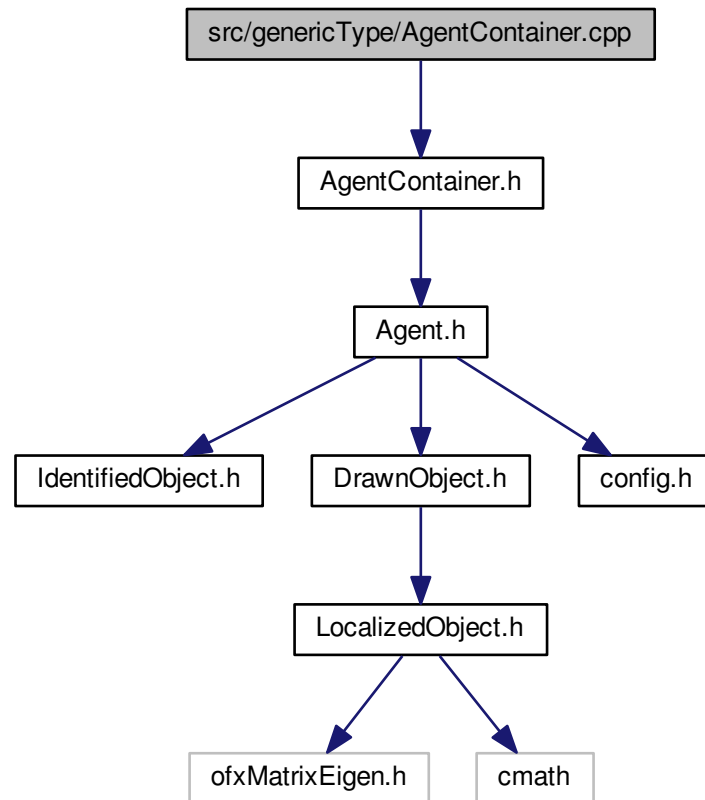 src/genericType/AgentContainer.cpp
AgentContainer.h
Agent.h
IdentifiedObject.h
DrawnObject.h
config.h
LocalizedObject.h
ofxMatrixEigen.h
cmath